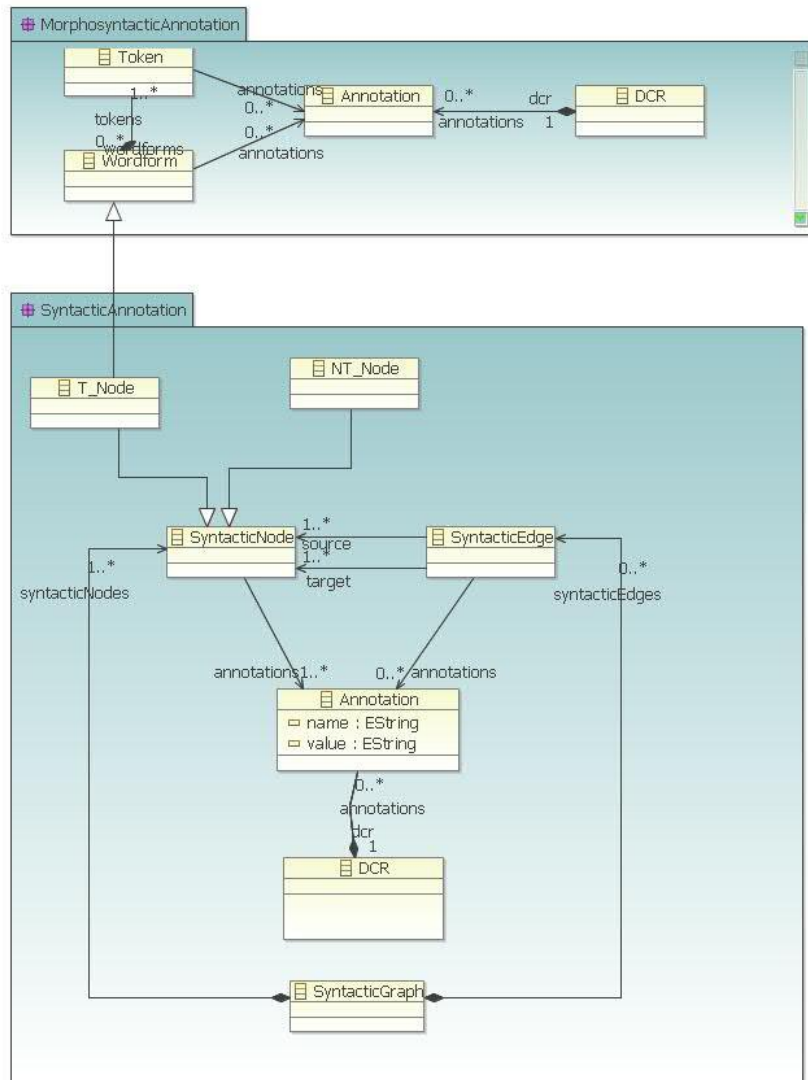 MorphosyntacticAnnotation
Token
1..*
annotations
0..*
Annotation
0..*
dcr
DCR
annotations
1
tokens
0..*
wordforms
0..*
annotations
Wordform
SyntacticAnnotation
T_Node
NT_Node
SyntacticNode
1..*
source
1..*
target
SyntacticEdge
1..*
syntacticNodes
0..*
syntacticEdges
annotations
1..*
0..*
annotations
Annotation
name : EString
value : EString
0..*
annotations
dcr
1
DCR
SyntacticGraph